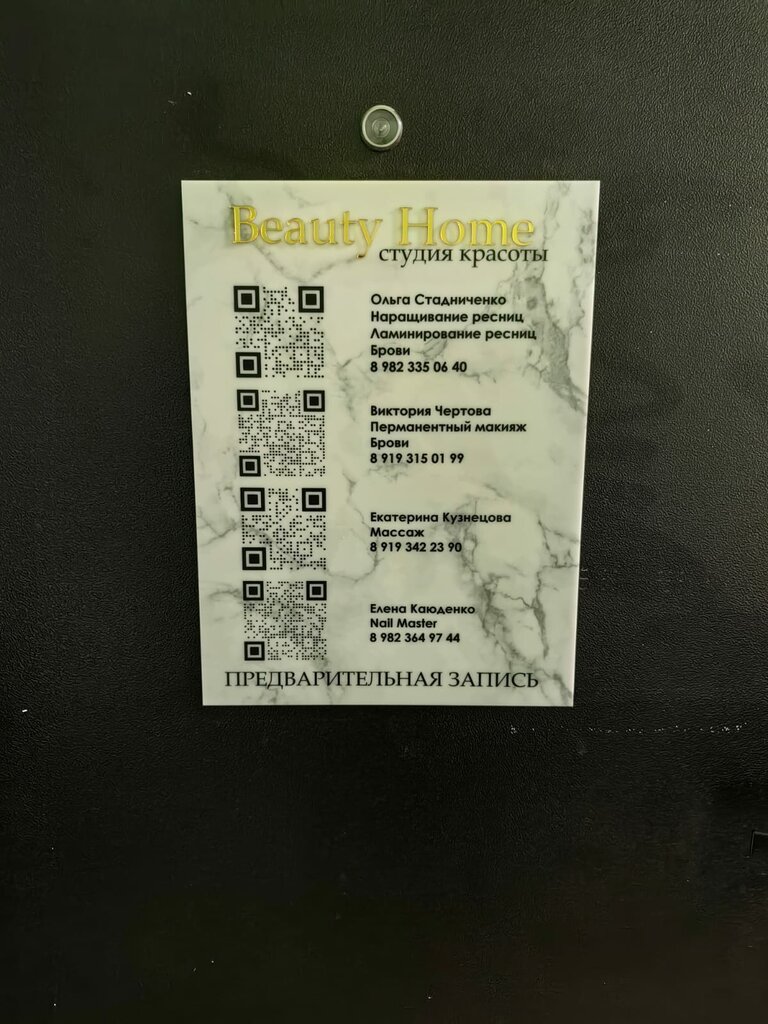 Beauty Home
студия красоты
Ольга Стадниченко
Наращивание ресниц
Ламинирование ресниц
Брови
8 982 335 06 40
Виктория Чертова
Перманентный макияж
Брови
8 919 315 01 99
Екатерина Кузнецова
Массаж
8 919 342 23 90
Елена Каюденко
Nail Master
8 982 364 97 44
ПРЕДВАРИТЕЛЬНАЯ ЗАПИСЬ